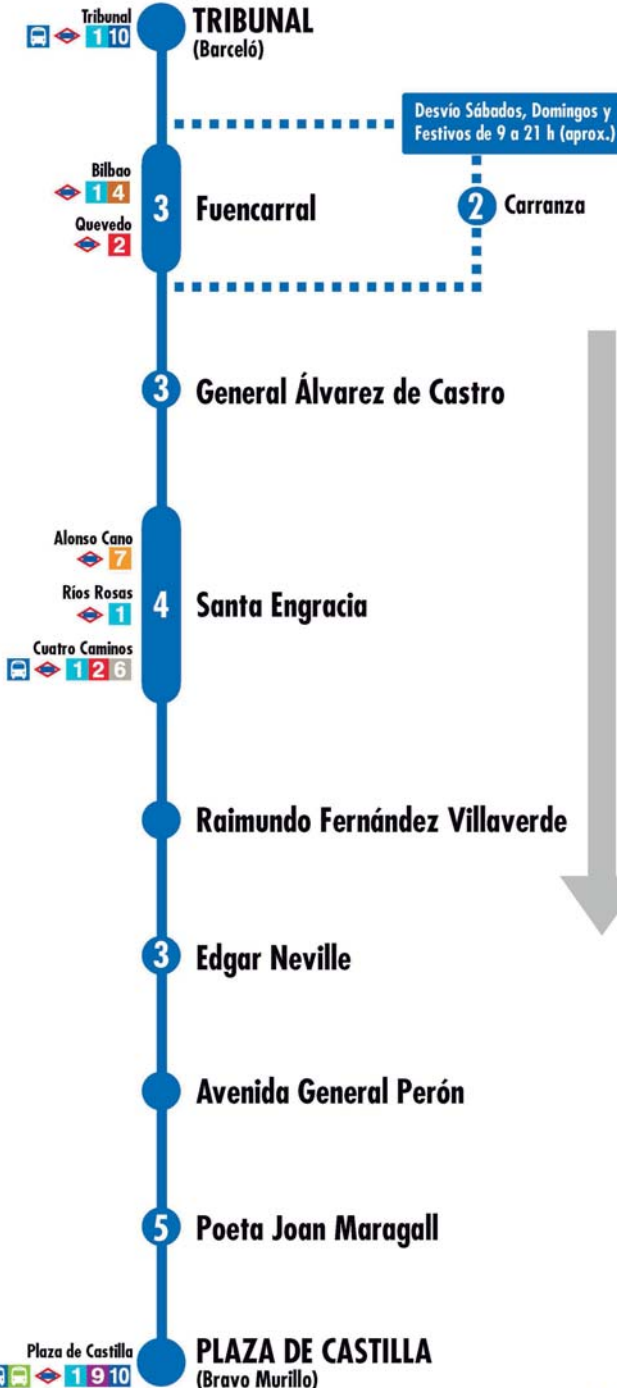 Tribunal
1 10
TRIBUNAL
(Barceló)
Desvío Sábados, Domingos y
Festivos de 9 a 21 h (aprox.)
Bilbao
1 4
Quevedo
2
3
Fuencarral
2
Carranza
3
General Álvarez de Castro
Alonso Cano
7
Ríos Rosas
1
Cuatro Caminos
1 2 6
4
Santa Engracia
Raimundo Fernández Villaverde
3
Edgar Neville
Avenida General Perón
5
Poeta Joan Maragall
Plaza de Castilla
1 9 10
PLAZA DE CASTILLA
(Bravo Murillo)